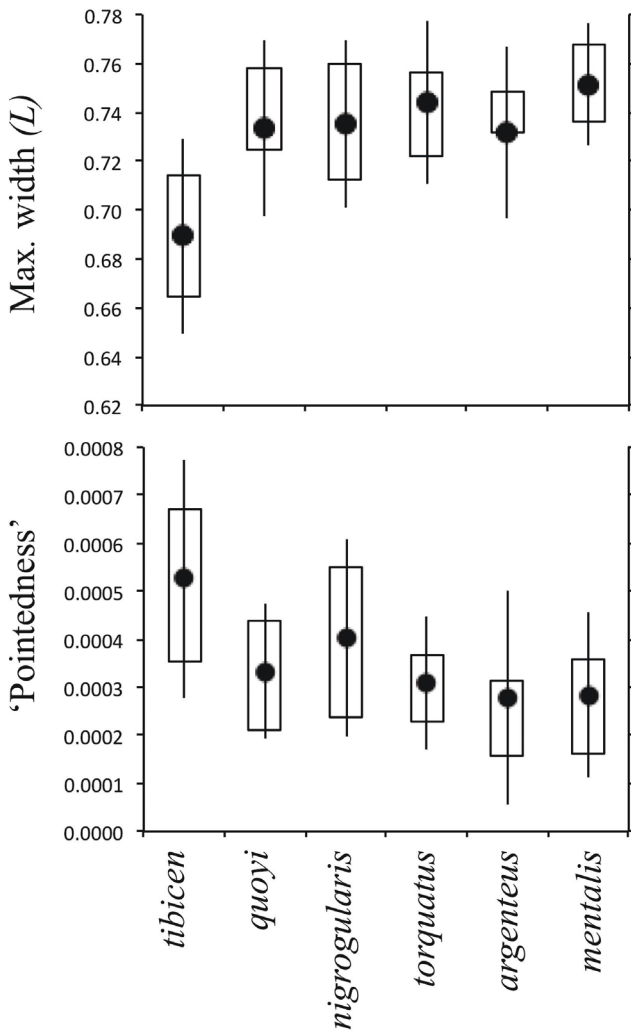 Max. width (L)
0.78
0.76
0.74
0.72
0.70
0.68
0.66
0.64
0.62
‘Pointedness’
0.0008
0.0007
0.0006
0.0005
0.0004
0.0003
0.0002
0.0001
0.0000
tibicen
quoyi
nigrogularis
torquatus
argenteus
mentalis